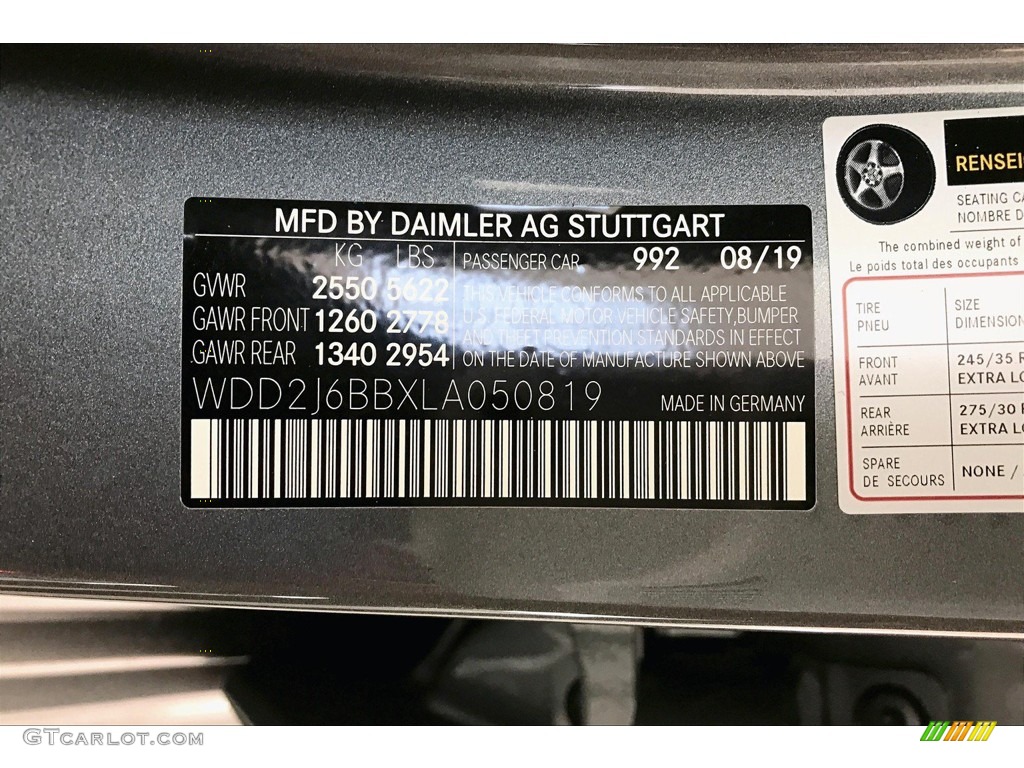 MFD BY DAIMLER AG STUTTGART
KG LBS
GVWR 2550 5622
GAWR FRONT 1260 2778
GAWR REAR 1340 2954
PASSENGER CAR 992 08/19
THIS VEHICLE CONFORMS TO ALL APPLICABLE
U.S. FEDERAL MOTOR VEHICLE SAFETY, BUMPER
AND THEFT PREVENTION STANDARDS IN EFFECT
ON THE DATE OF MANUFACTURE SHOWN ABOVE
WDD2J6BBXLA050819
MADE IN GERMANY
RENSEI
SEATING CA
NOMBRE D
The combined weight of
Le poids total des occupants
TIRE SIZE
PNEU DIMENSION
FRONT 245/35 R
AVANT EXTRA LO
REAR 275/30 R
ARRIÈRE EXTRA LO
SPARE NONE /
DE SECOURS
GTCARLOT.COM